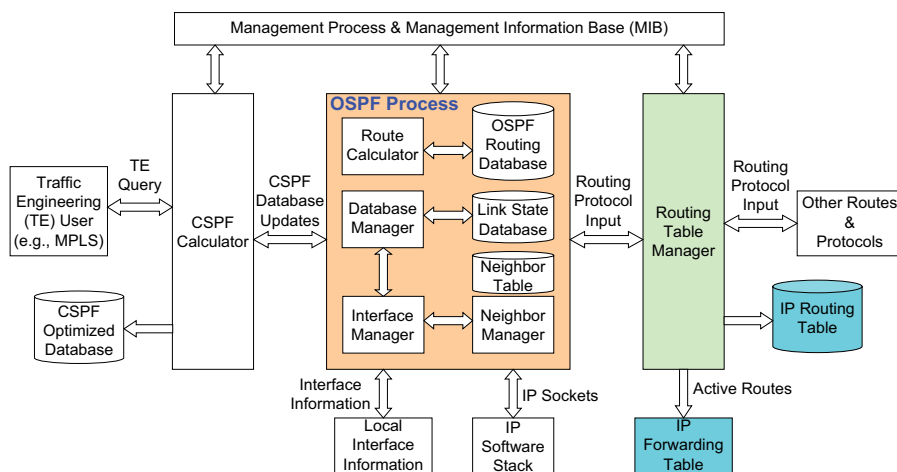 Management Process & Management Information Base (MIB)
OSPF Process
Route
Calculator
OSPF
Routing
Database
TE
Query
Traffic
Engineering
(TE) User
(e.g., MPLS)
CSPF
Calculator
CSPF
Database
Updates
Database
Manager
Link State
Database
Routing
Protocol
Input
Routing
Table
Manager
Routing
Protocol
Input
Other Routes
&
Protocols
Neighbor
Table
CSPF
Optimized
Database
Interface
Manager
Neighbor
Manager
IP Routing
Table
Interface
Information
IP Sockets
Active Routes
Local
Interface
Information
IP
Software
Stack
IP
Forwarding
Table